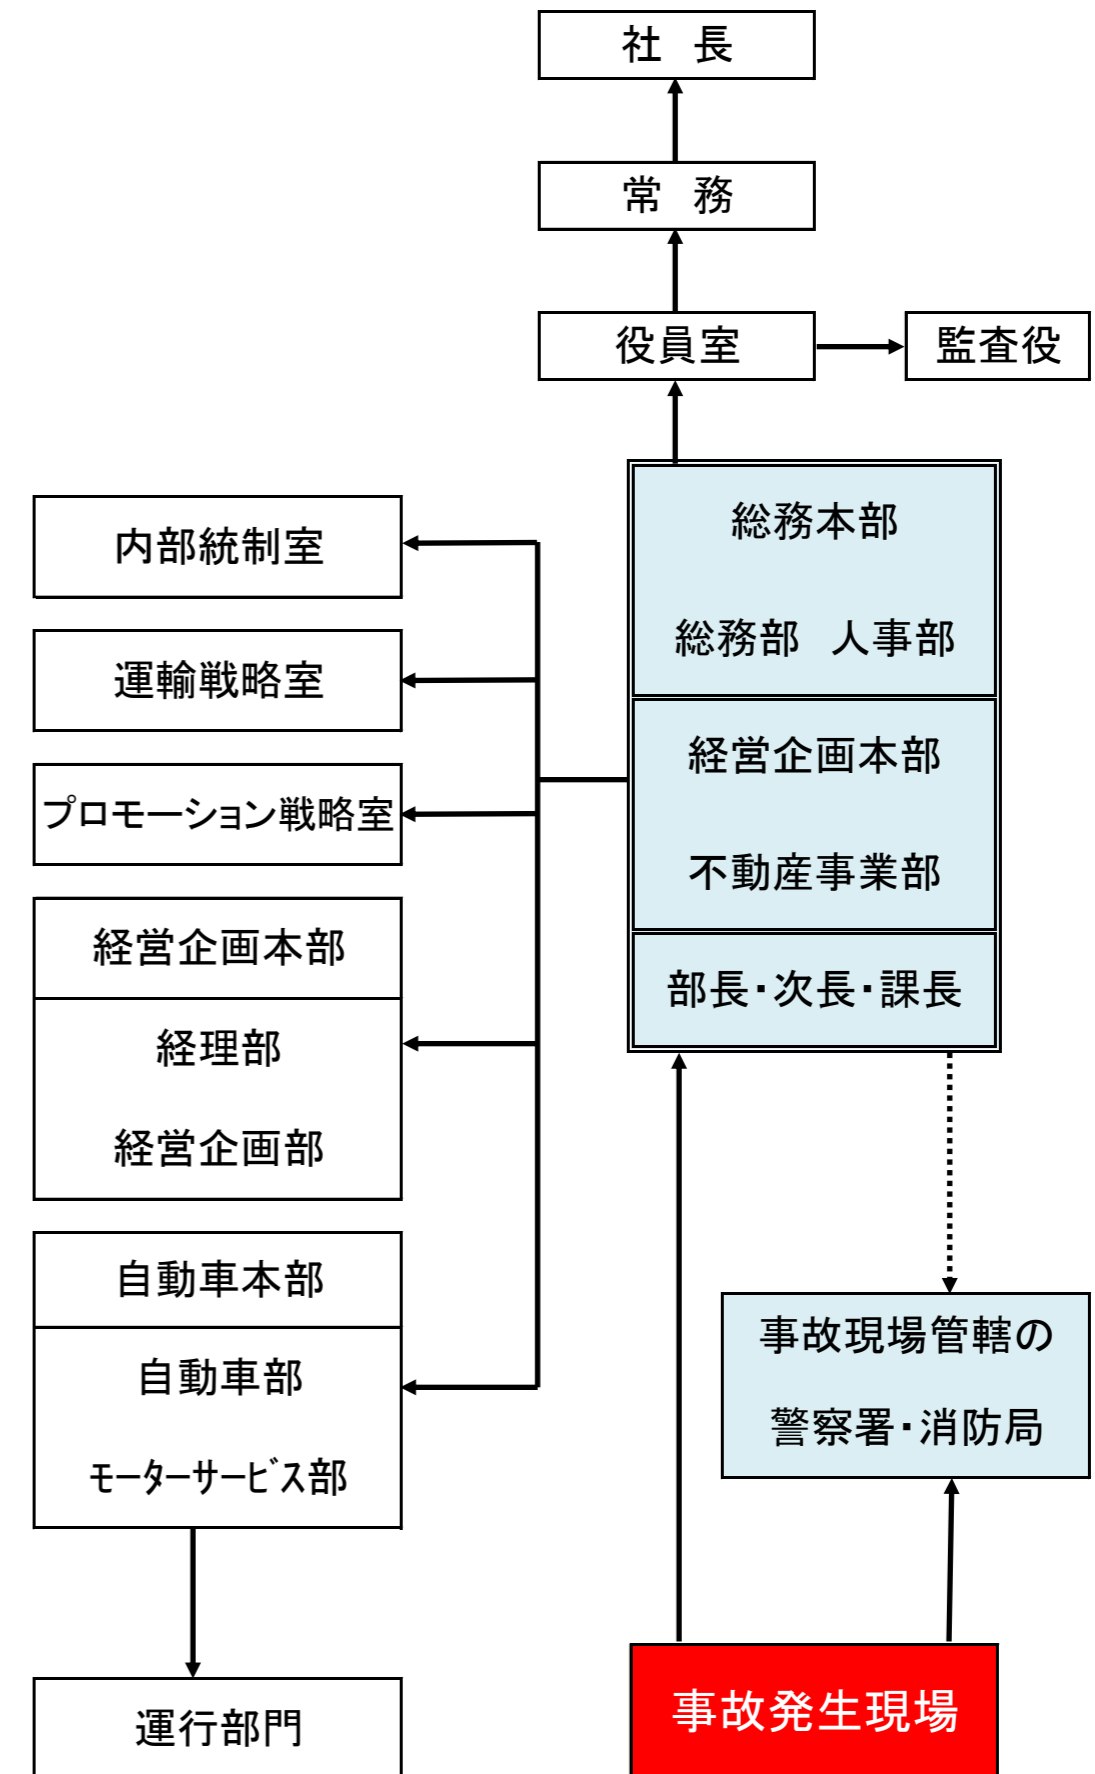 社　長
常　務
役員室
監査役
総務本部
総務部　人事部
経営企画本部
不動産事業部
部長・次長・課長
内部統制室
運輸戦略室
プロモーション戦略室
経営企画本部
経理部
経営企画部
自動車本部
自動車部
ﾓｰﾀｰｻｰﾋﾞｽ部
運行部門
事故現場管轄の
警察署・消防局
事故発生現場